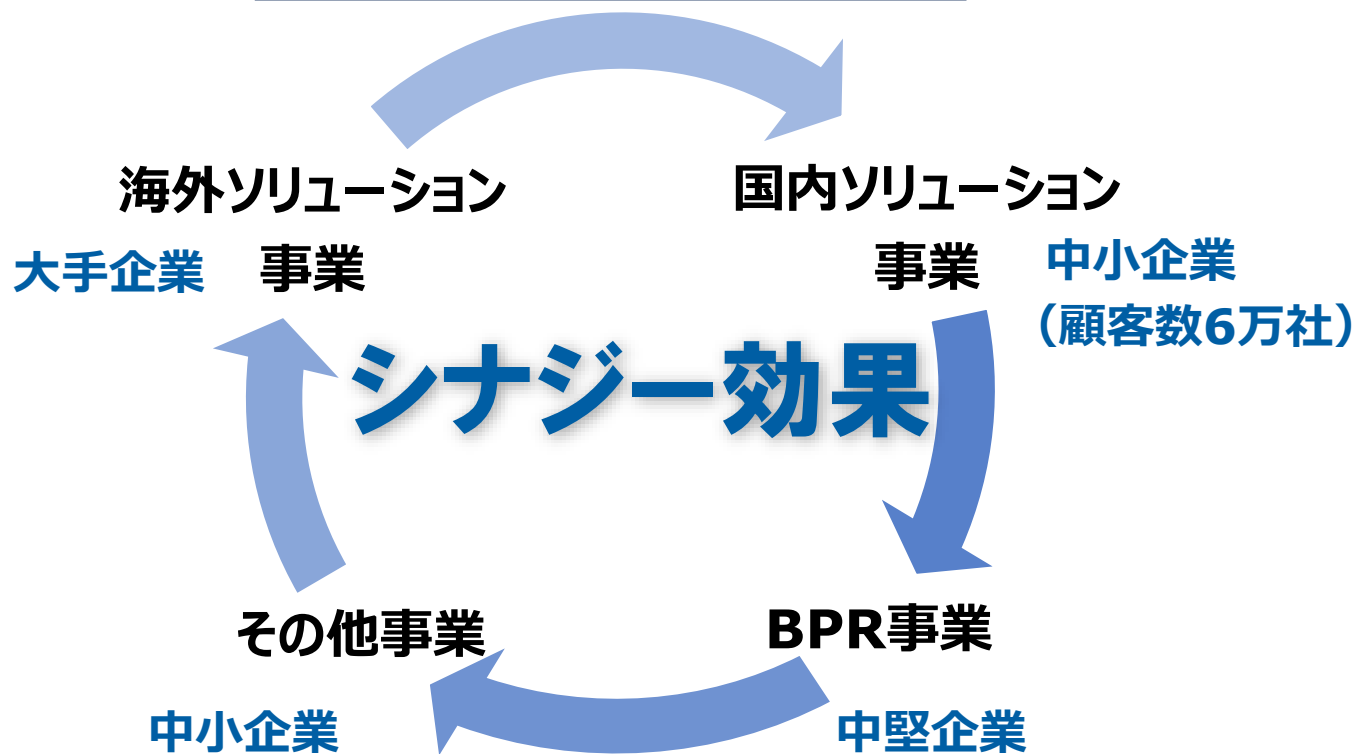 海外ソリューション
事業
大手企業
国内ソリューション
事業
中小企業
（顧客数6万社）
シナジー効果
その他事業
中小企業
BPR事業
中堅企業